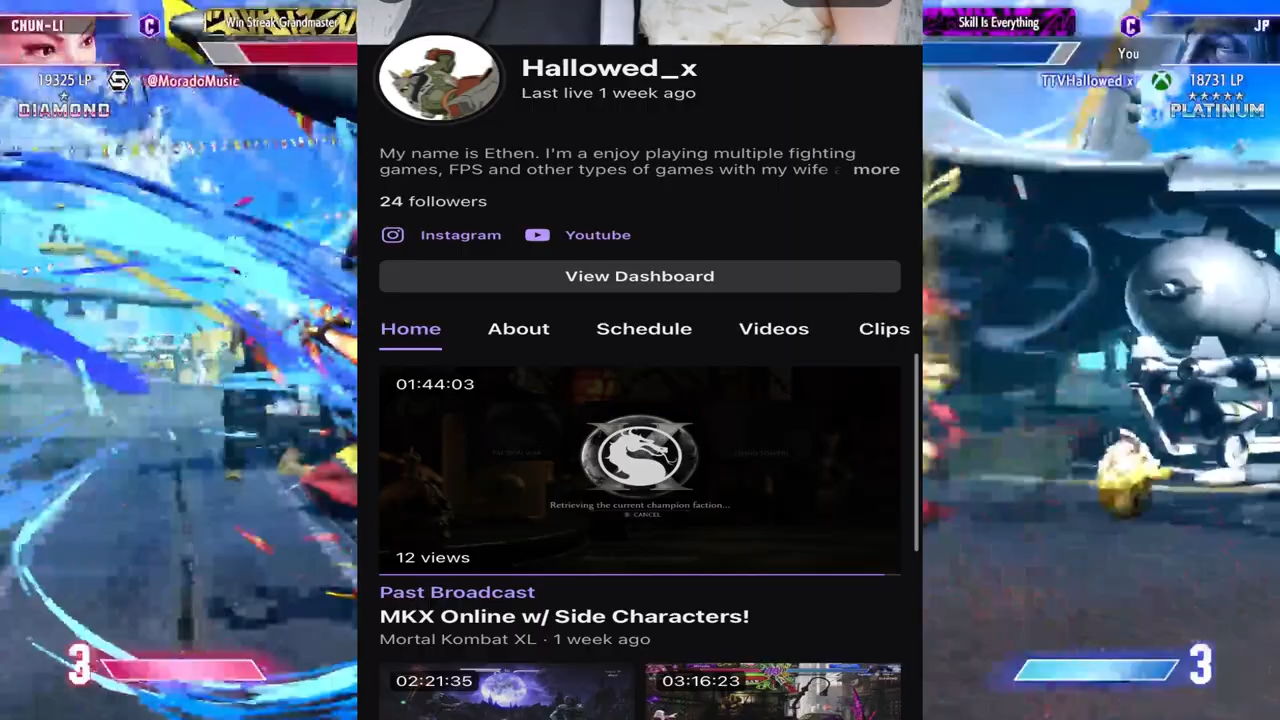 CHUN-LI
Win Streak Grandmaster
19325 LP
@MoradoMusic
DIAMOND
Hallowed_x
Last live 1 week ago
My name is Ethen. I'm a enjoy playing multiple fighting
games, FPS and other types of games with my wife a more
24 followers
Instagram Youtube
View Dashboard
Home About Schedule Videos Clips
01:44:03
Retrieving the current champion faction...
CANCEL
12 views
Past Broadcast
MKX Online w/ Side Characters!
Mortal Kombat XL · 1 week ago
02:21:35 03:16:23
Skill Is Everything
JP
You
TTVHallowed x
18731 LP
PLATINUM
3
3